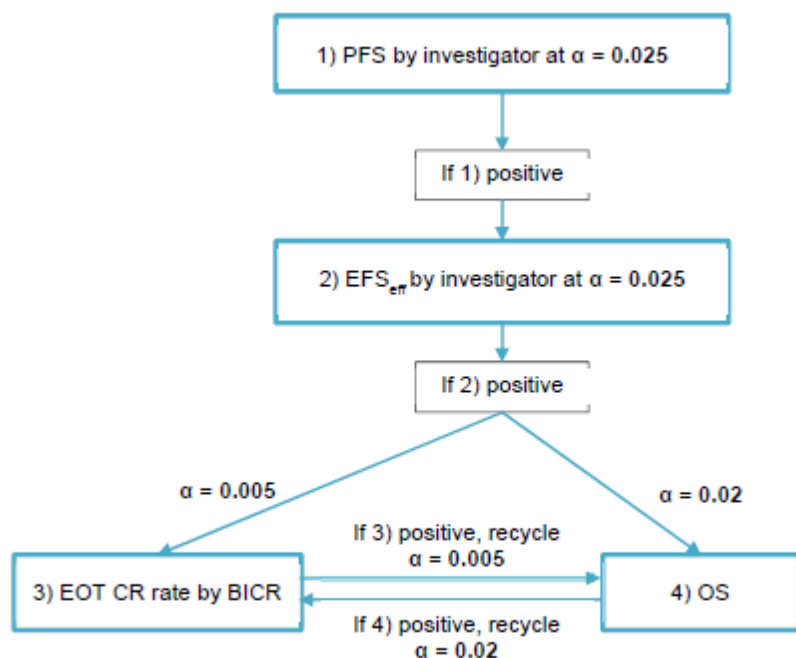 1) PFS by investigator at α = 0.025
If 1) positive
2) EFSeff by investigator at α = 0.025
If 2) positive
α = 0.005
α = 0.02
If 3) positive, recycle
α = 0.005
3) EOT CR rate by BICR
4) OS
If 4) positive, recycle
α = 0.02